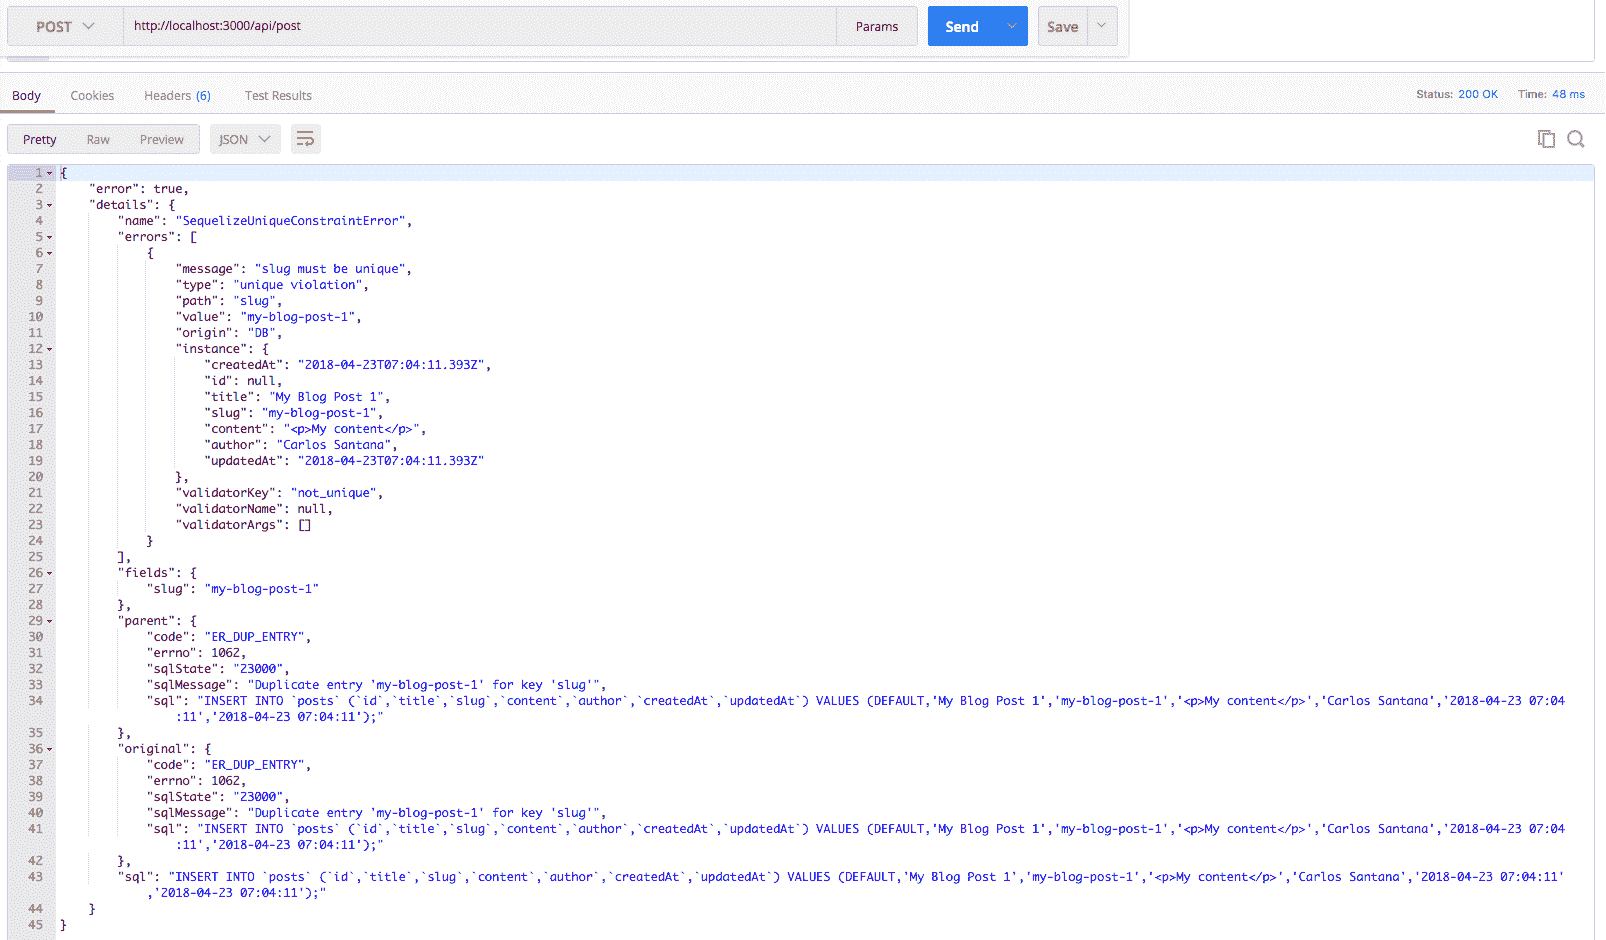 POST http://localhost:3000/api/post Params Send Save
Body Cookies Headers (6) Test Results Status: 200 OK Time: 48 ms
Pretty Raw Preview JSON
1 {
2 "error": true,
3 "details": {
4 "name": "SequelizeUniqueConstraintError",
5 "errors": [
6 {
7 "message": "slug must be unique",
8 "type": "unique violation",
9 "path": "slug",
10 "value": "my-blog-post-1",
11 "origin": "DB",
12 "instance": {
13 "createdAt": "2018-04-23T07:04:11.393Z",
14 "id": null,
15 "title": "My Blog Post 1",
16 "slug": "my-blog-post-1",
17 "content": "<p>My content</p>",
18 "author": "Carlos Santana",
19 "updatedAt": "2018-04-23T07:04:11.393Z"
20 },
21 "validatorKey": "not_unique",
22 "validatorName": null,
23 "validatorArgs": []
24 }
25 ],
26 "fields": {
27 "slug": "my-blog-post-1"
28 },
29 "parent": {
30 "code": "ER_DUP_ENTRY",
31 "errno": 1062,
32 "sqlState": "23000",
33 "sqlMessage": "Duplicate entry 'my-blog-post-1' for key 'slug'",
34 "sql": "INSERT INTO `posts` (`id`,`title`,`slug`,`content`,`author`,`createdAt`,`updatedAt`) VALUES (DEFAULT,'My Blog Post 1','my-blog-post-1','<p>My content</p>','Carlos Santana','2018-04-23 07:04
:11','2018-04-23 07:04:11');"
35 },
36 "original": {
37 "code": "ER_DUP_ENTRY",
38 "errno": 1062,
39 "sqlState": "23000",
40 "sqlMessage": "Duplicate entry 'my-blog-post-1' for key 'slug'",
41 "sql": "INSERT INTO `posts` (`id`,`title`,`slug`,`content`,`author`,`createdAt`,`updatedAt`) VALUES (DEFAULT,'My Blog Post 1','my-blog-post-1','<p>My content</p>','Carlos Santana','2018-04-23 07:04
:11','2018-04-23 07:04:11');"
42 },
43 "sql": "INSERT INTO `posts` (`id`,`title`,`slug`,`content`,`author`,`createdAt`,`updatedAt`) VALUES (DEFAULT,'My Blog Post 1','my-blog-post-1','<p>My content</p>','Carlos Santana','2018-04-23 07:04:11'
,'2018-04-23 07:04:11');"
44 }
45 }